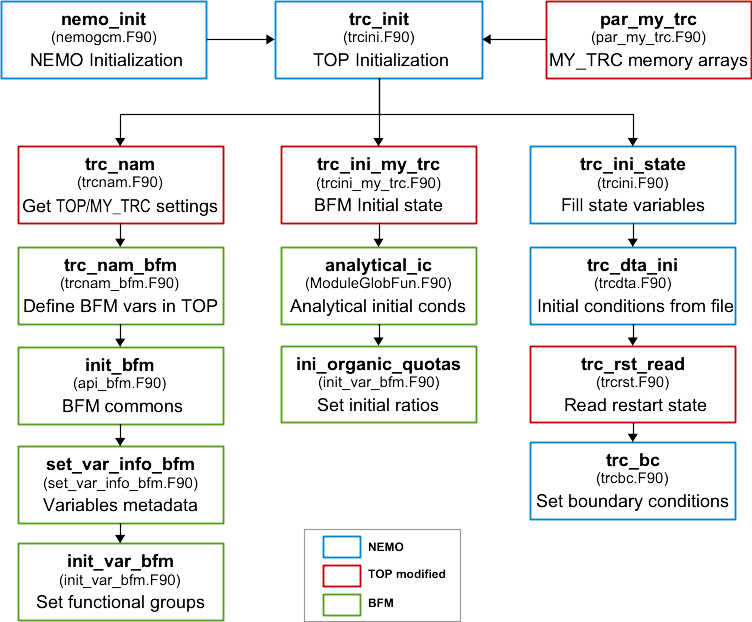 nemo_init
(nemogcm.F90)
NEMO Initialization
trc_init
(trcini.F90)
TOP Initialization
par_my_trc
(par_my_trc.F90)
MY_TRC memory arrays
trc_nam
(trcnam.F90)
Get TOP/MY_TRC settings
trc_ini_my_trc
(trcini_my_trc.F90)
BFM Initial state
trc_ini_state
(trcini.F90)
Fill state variables
trc_nam_bfm
(trcnam_bfm.F90)
Define BFM vars in TOP
analytical_ic
(ModuleGlobFun.F90)
Analytical initial conds
trc_dta_ini
(trcdta.F90)
Initial conditions from file
init_bfm
(api_bfm.F90)
BFM commons
ini_organic_quotas
(init_var_bfm.F90)
Set initial ratios
trc_rst_read
(trcrst.F90)
Read restart state
set_var_info_bfm
(set_var_info_bfm.F90)
Variables metadata
trc_bc
(trcbc.F90)
Set boundary conditions
init_var_bfm
(init_var_bfm.F90)
Set functional groups
NEMO
TOP modified
BFM